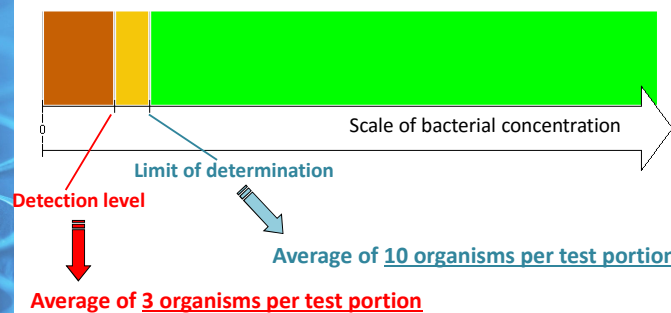 0
Scale of bacterial concentration
Limit of determination
Detection level
Average of 10 organisms per test portion
Average of 3 organisms per test portion